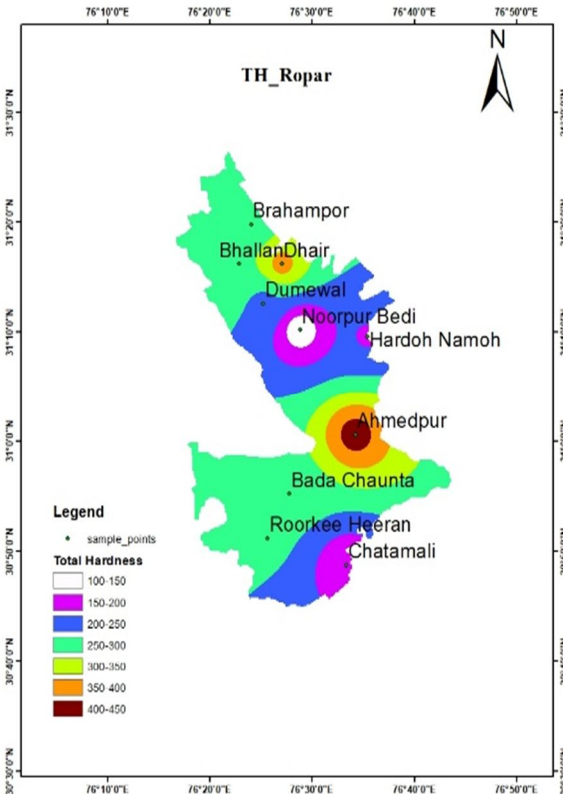 76°10'0"E 76°20'0"E 76°30'0"E 76°40'0"E 76°50'0"E
N
TH_Ropar
31°30'0"N
31°20'0"N
Brahampor
BhallanDhair
Dumewal
31°10'0"N
Noorpur Bedi
Hardoh Namoh
Ahmedpur
31°0'0"N
Bada Chaunta
Roorkee Heeran
30°50'0"N
Chatamali
Legend
sample_points
Total Hardness
100-150
150-200
200-250
250-300
300-350
350-400
400-450
30°40'0"N
30°30'0"N
76°10'0"E 76°20'0"E 76°30'0"E 76°40'0"E 76°50'0"E